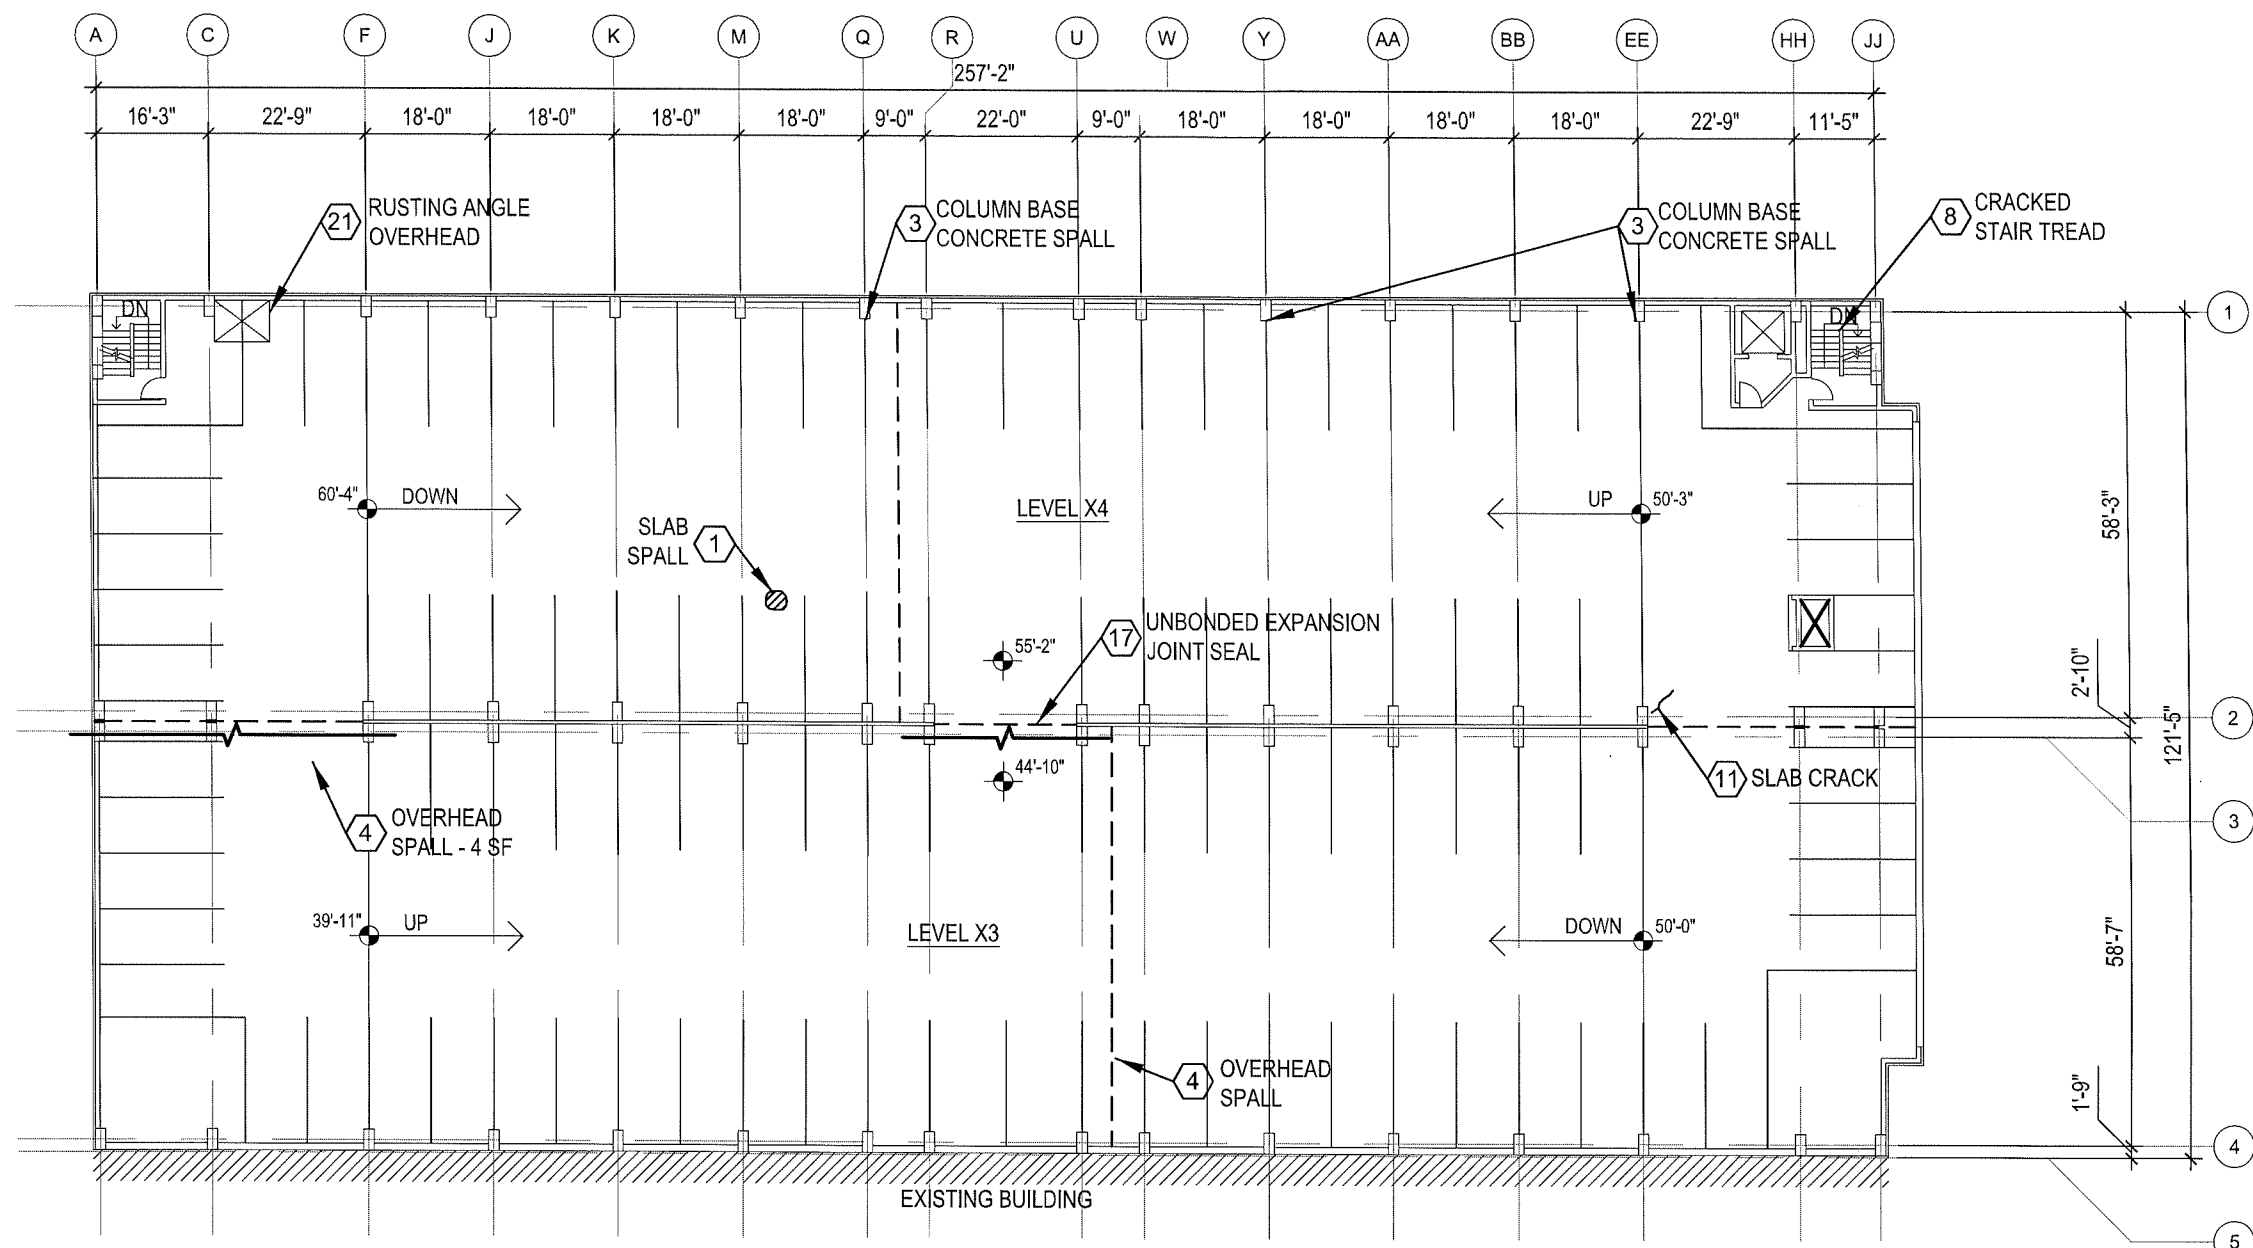 A
C
F
J
K
M
Q
R
U
W
Y
AA
BB
EE
HH
JJ
257'-2"
16'-3"
22'-9"
18'-0"
18'-0"
18'-0"
18'-0"
9'-0"
22'-0"
9'-0"
18'-0"
18'-0"
18'-0"
18'-0"
22'-9"
11'-5"
21
RUSTING ANGLE
OVERHEAD
3
COLUMN BASE
CONCRETE SPALL
3
COLUMN BASE
CONCRETE SPALL
8
CRACKED
STAIR TREAD
DN
DN
1
60'-4"
DOWN
LEVEL X4
UP
50'-3"
58'-3"
SLAB
SPALL
1
55'-2"
17
UNBONDED EXPANSION
JOINT SEAL
2'-10"
2
121'-5"
44'-10"
11
SLAB CRACK
4
OVERHEAD
SPALL - 4 SF
3
39'-11"
UP
LEVEL X3
DOWN
50'-0"
58'-7"
4
OVERHEAD
SPALL
1'-9"
4
EXISTING BUILDING
5